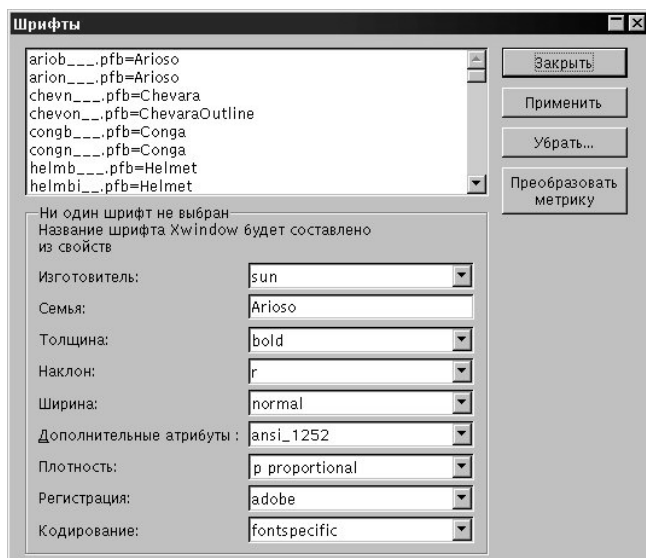 Шрифты
ariob___.pfb=Arioso
arion___.pfb=Arioso
chevn___.pfb=Chevara
chevon__.pfb=ChevaraOutline
congb___.pfb=Conga
congn___.pfb=Conga
helmb___.pfb=Helmet
helmbi__.pfb=Helmet
Закрыть
Применить
Убрать...
Преобразовать
метрику
Ни один шрифт не выбран
Название шрифта Xwindow будет составлено
из свойств
Изготовитель: sun
Семья: Arioso
Толщина: bold
Наклон: r
Ширина: normal
Дополнительные атрибуты : ansi_1252
Плотность: p proportional
Регистрация: adobe
Кодирование: fontspecific